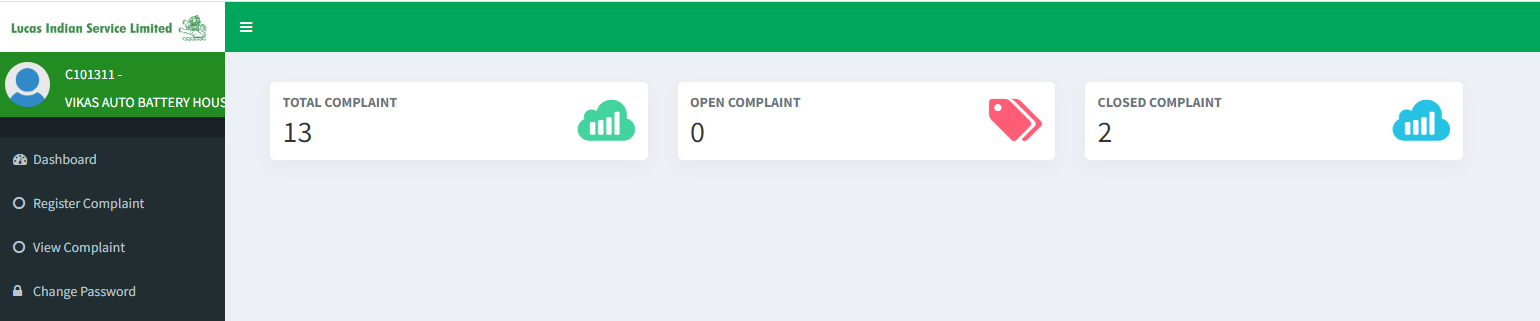 Lucas Indian Service Limited
C101311 -
VIKAS AUTO BATTERY HOUS
Dashboard
Register Complaint
View Complaint
Change Password
TOTAL COMPLAINT
13
OPEN COMPLAINT
0
CLOSED COMPLAINT
2